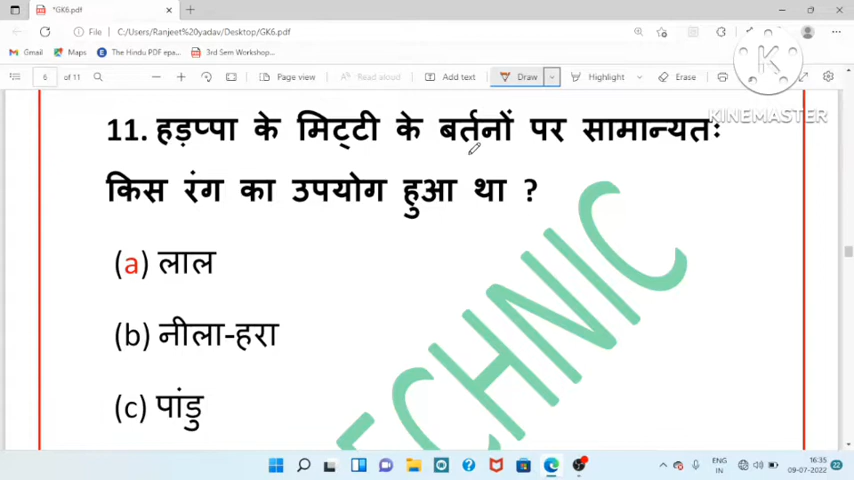 *GK6.pdf
File
C:/Users/Ranjeet%20yadav/Desktop/GK6.pdf
Gmail
Maps
The Hindu PDF epa...
3rd Sem Workshop...
6 of 11
Page view
Read aloud
Add text
Draw
Highlight
Erase
K
KINEMASTER
11. हड़प्पा के मिट्टी के बर्तनों पर सामान्यतः
किस रंग का उपयोग हुआ था ?
(a) लाल
(b) नीला-हरा
(c) पांडु
TECHNIC
ENG
IN
16:35
09-07-2022
22